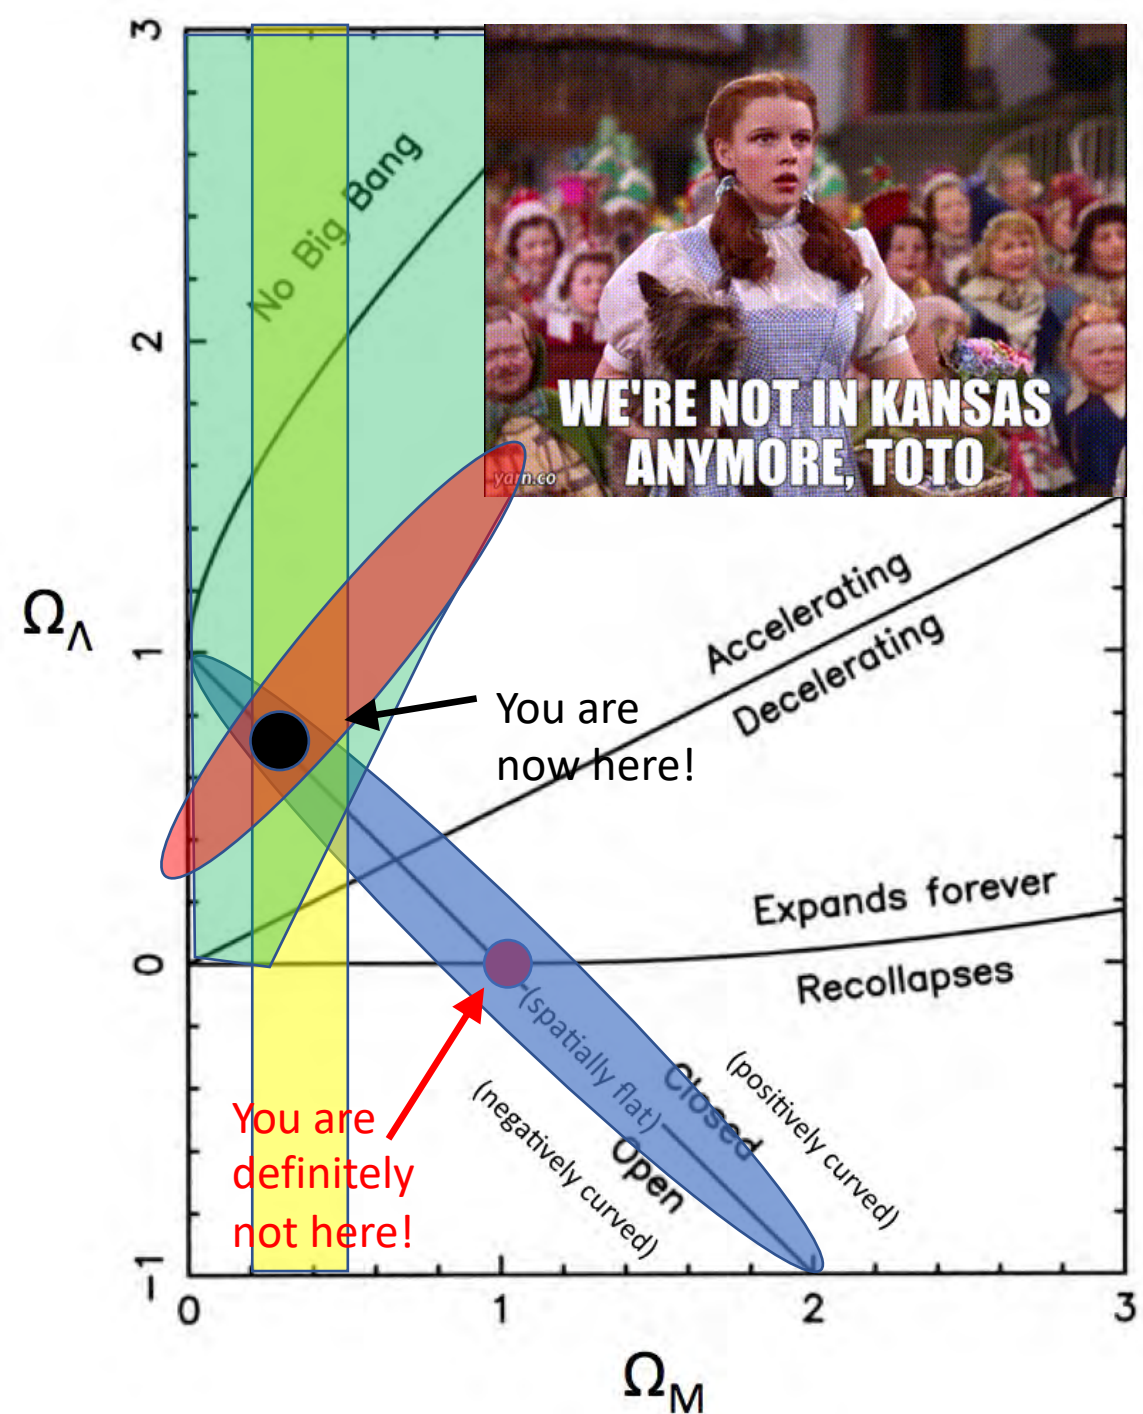 3
No Big Bang
WE'RE NOT IN KANSAS
ANYMORE, TOTO
yarn.co
2
Accelerating
Decelerating
Ω_Λ
1
You are
now here!
Expands forever
0
Recollapses
(spatially flat)
Closed
(positively curved)
Open
(negatively curved)
You are
definitely
not here!
-1
0 1 2 3
Ω_M